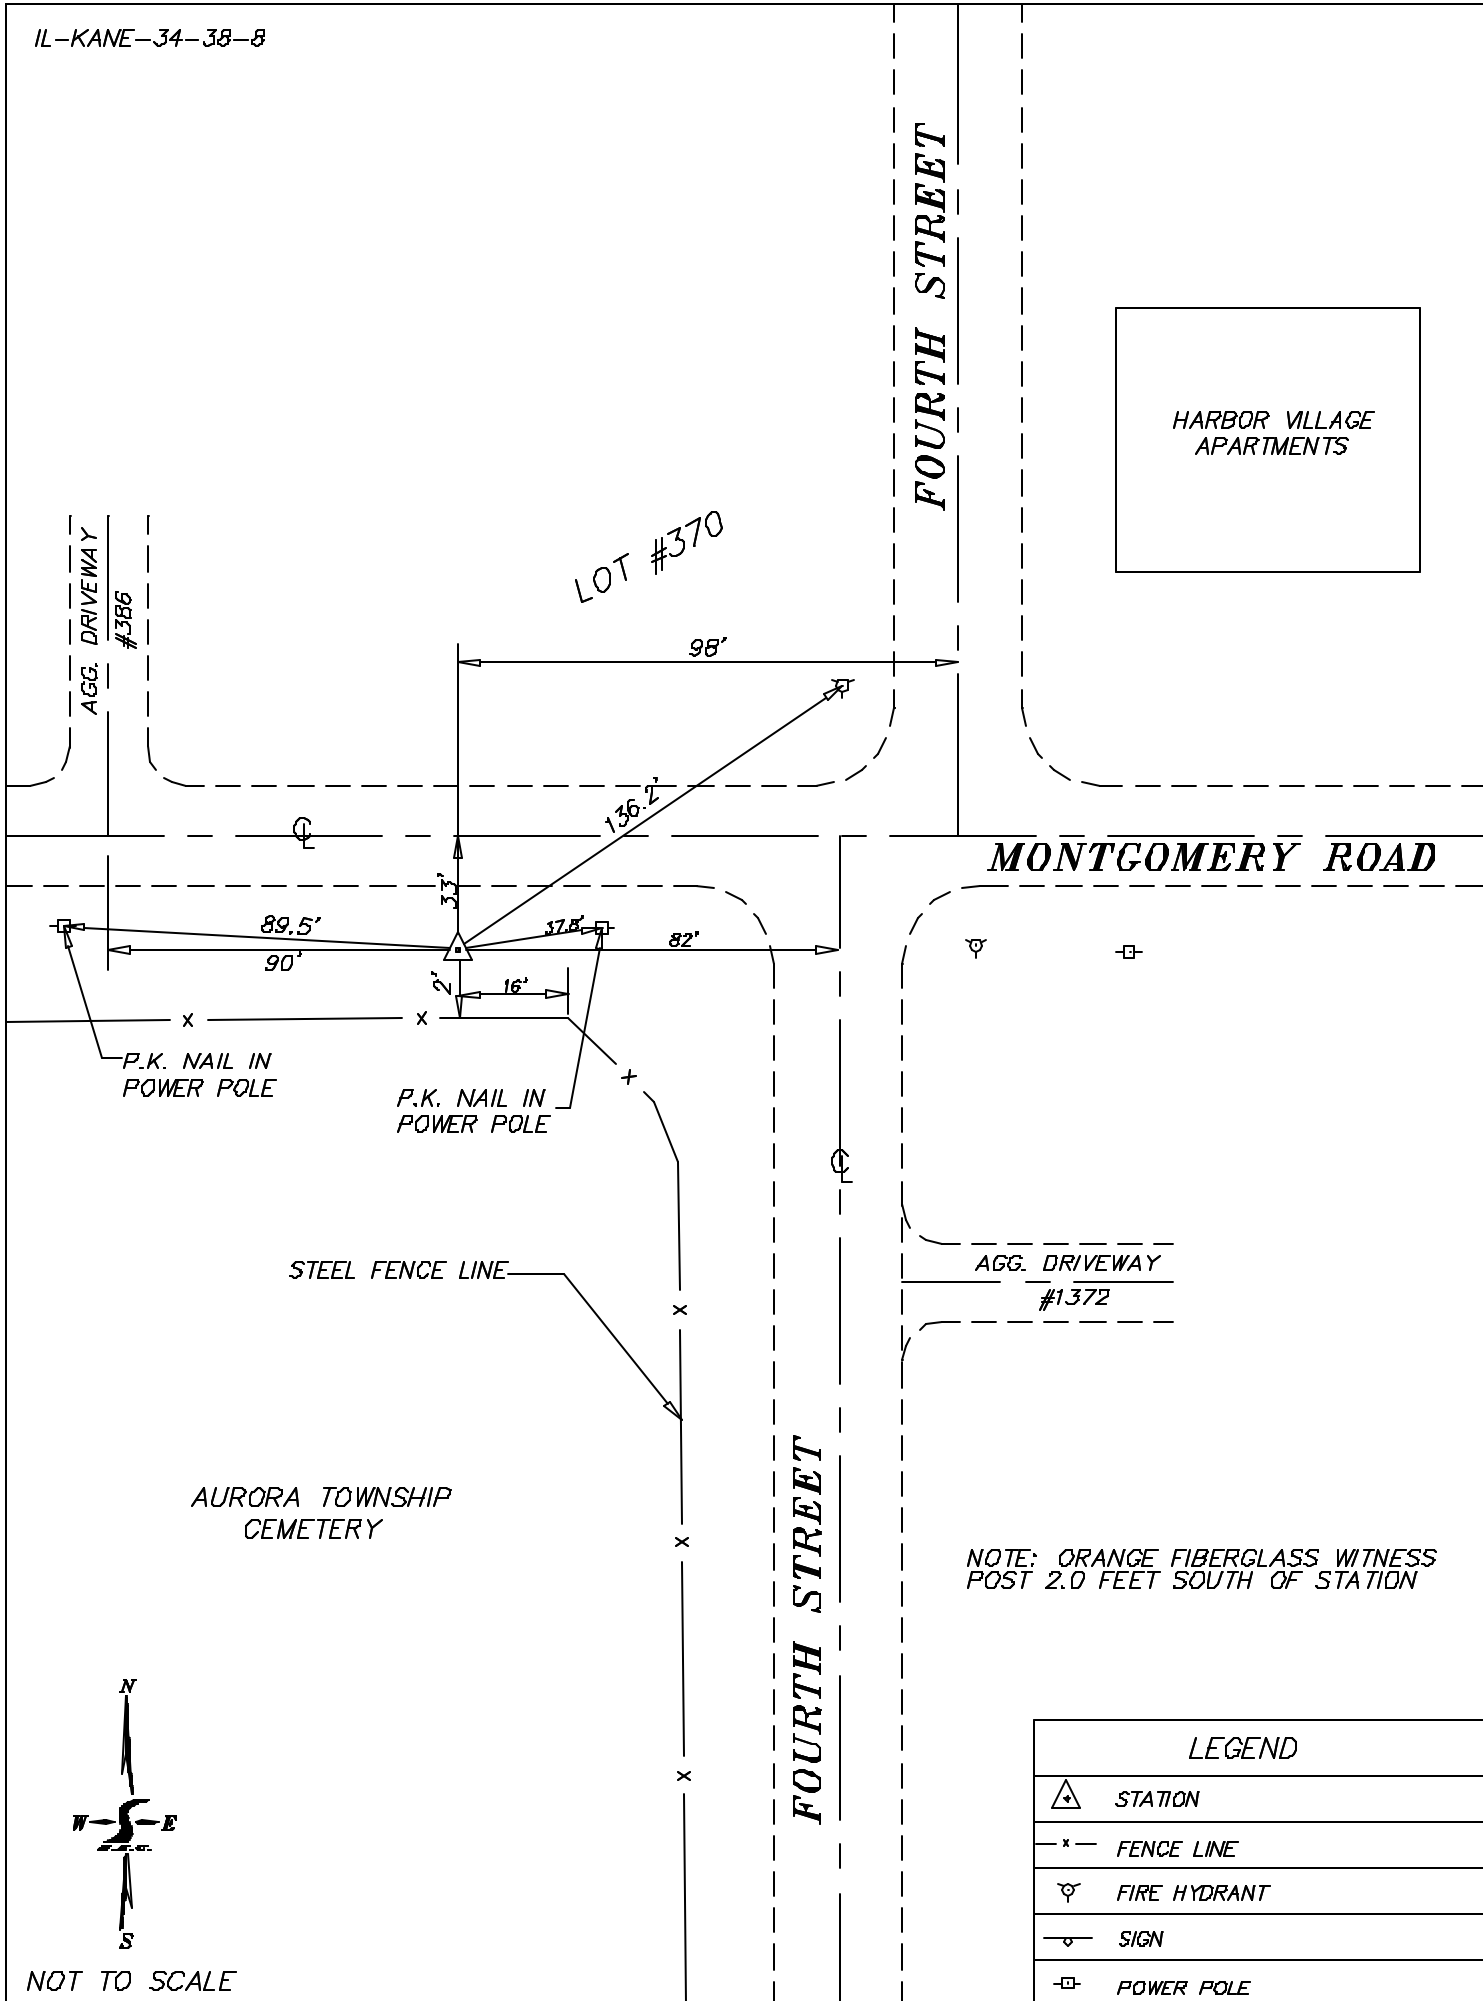 IL-KANE-34-38-8
FOURTH STREET
HARBOR VILLAGE
APARTMENTS
LOT #370
AGG. DRIVEWAY
#386
98'
136.2'
MONTGOMERY ROAD
33'
89.5'
37.8'
82'
90'
2'
16'
P.K. NAIL IN
POWER POLE
P.K. NAIL IN
POWER POLE
STEEL FENCE LINE
AGG. DRIVEWAY
#1372
FOURTH STREET
AURORA TOWNSHIP
CEMETERY
NOTE: ORANGE FIBERGLASS WITNESS
POST 2.0 FEET SOUTH OF STATION
N
W E
S
NOT TO SCALE
LEGEND
STATION
FENCE LINE
FIRE HYDRANT
SIGN
POWER POLE